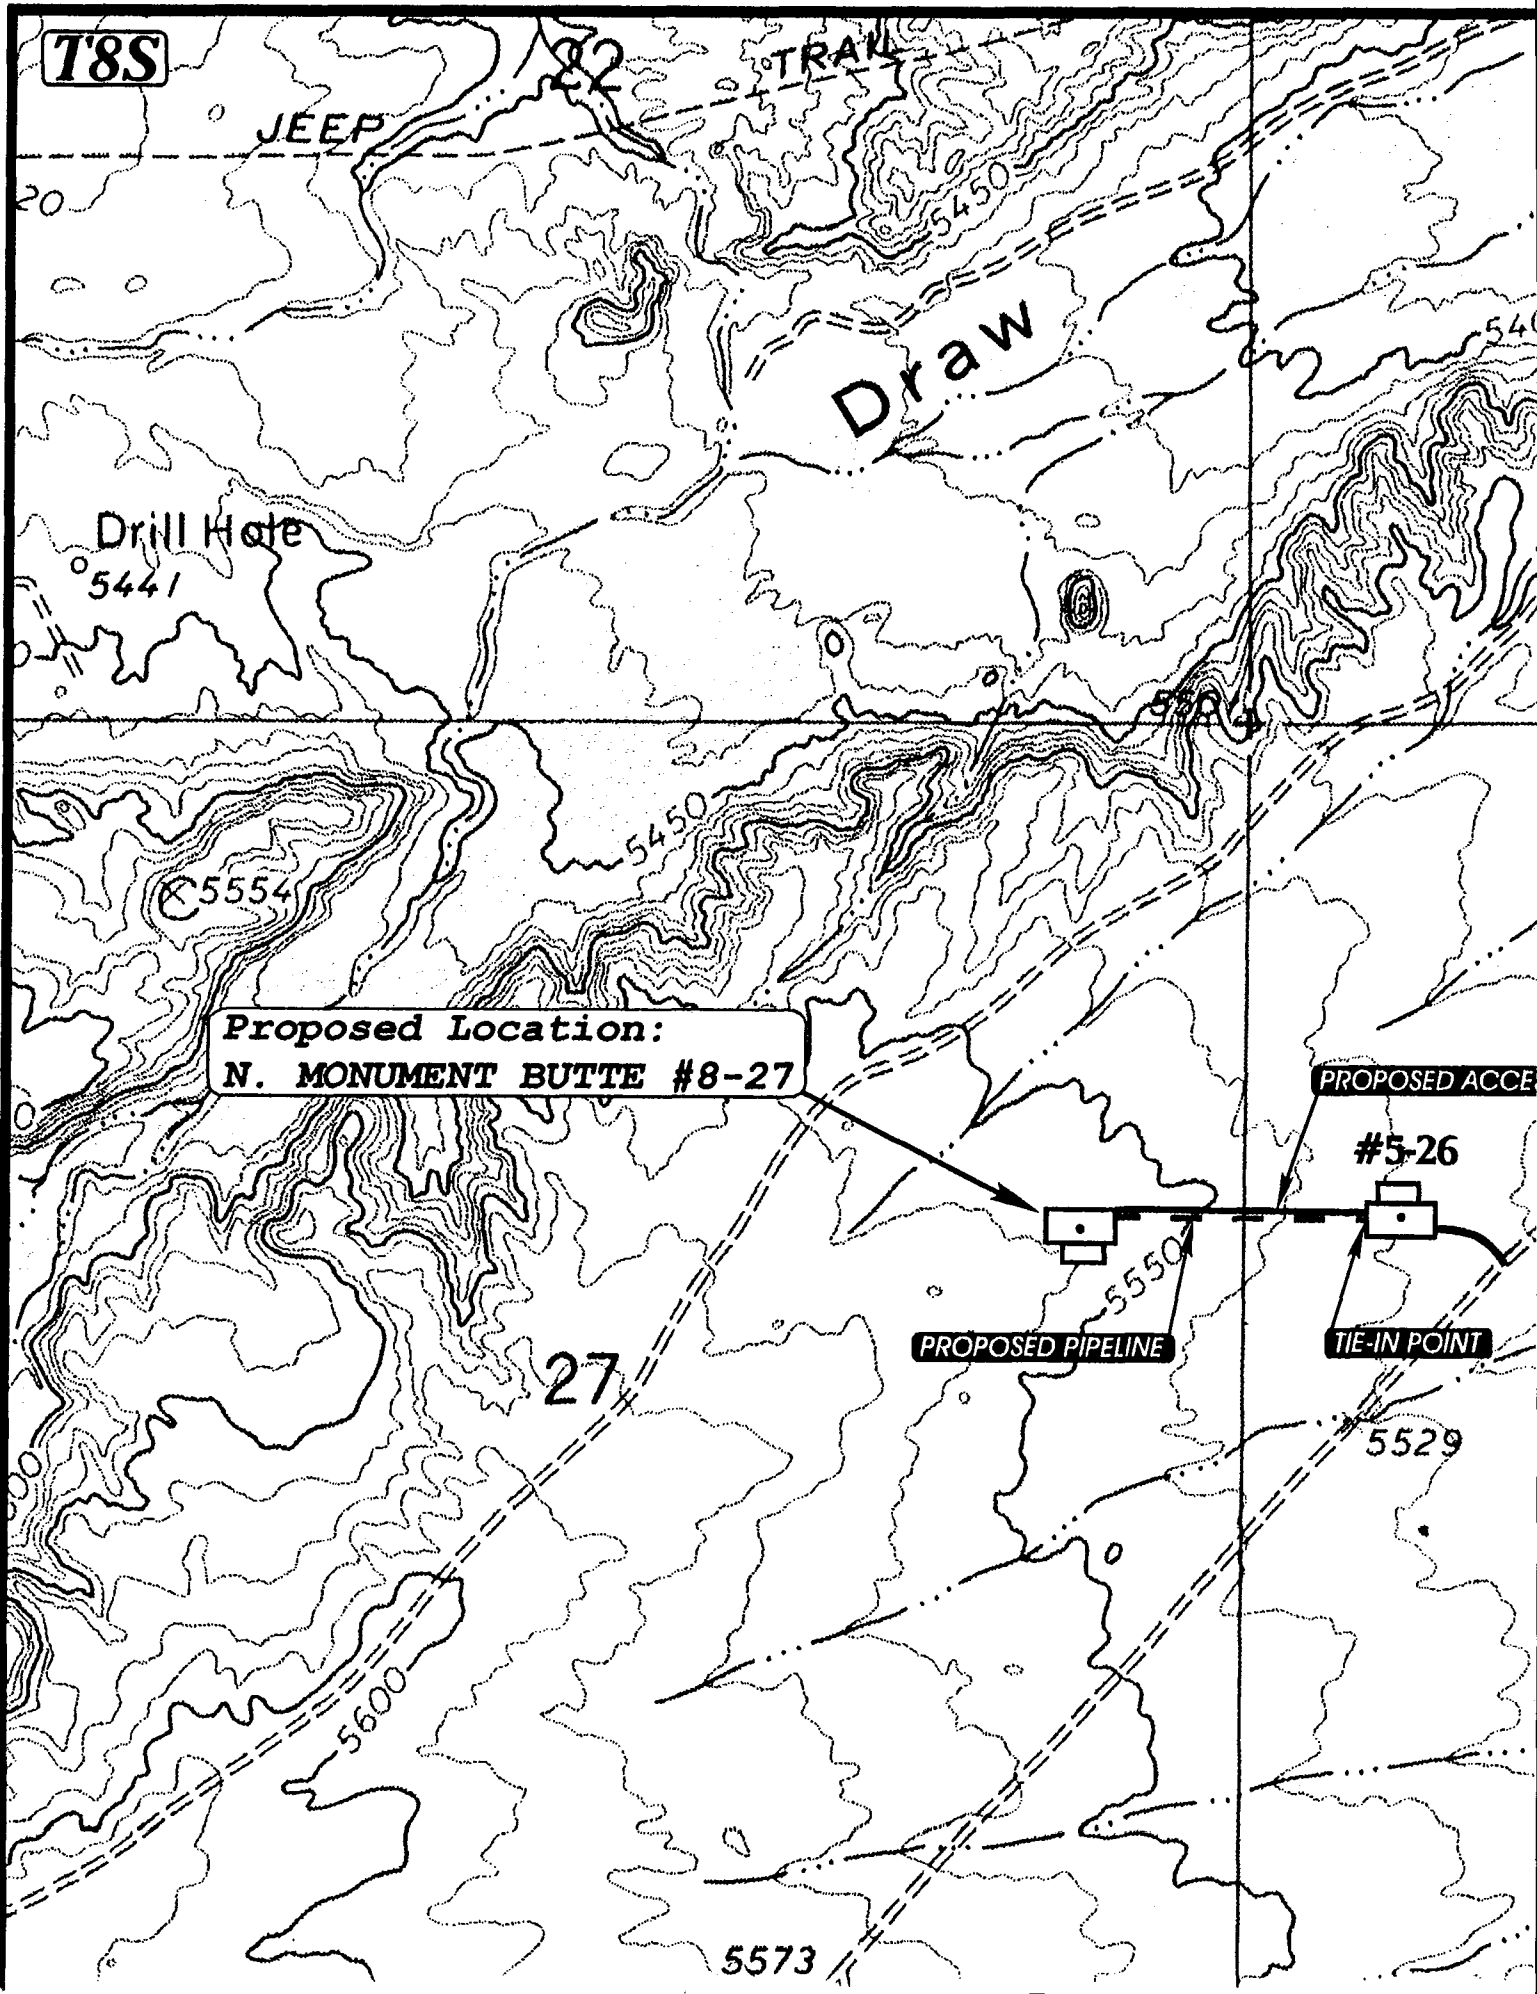 T8S
22
TRAIL
JEEP
20
5450
Draw
Drill Hole
5441
5450
5554
Proposed Location:
N. MONUMENT BUTTE #8-27
PROPOSED ACCE
#5-26
5550
PROPOSED PIPELINE
TIE-IN POINT
27
5529
5600
5573